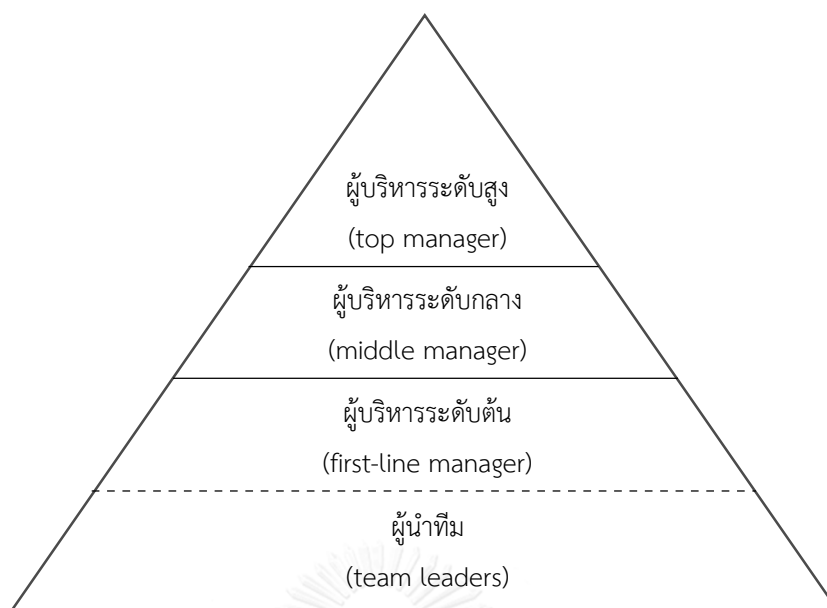 ผู้บริหารระดับสูง
(top manager)
ผู้บริหารระดับกลาง
(middle manager)
ผู้บริหารระดับต้น
(first-line manager)
ผู้นำทีม
(team leaders)